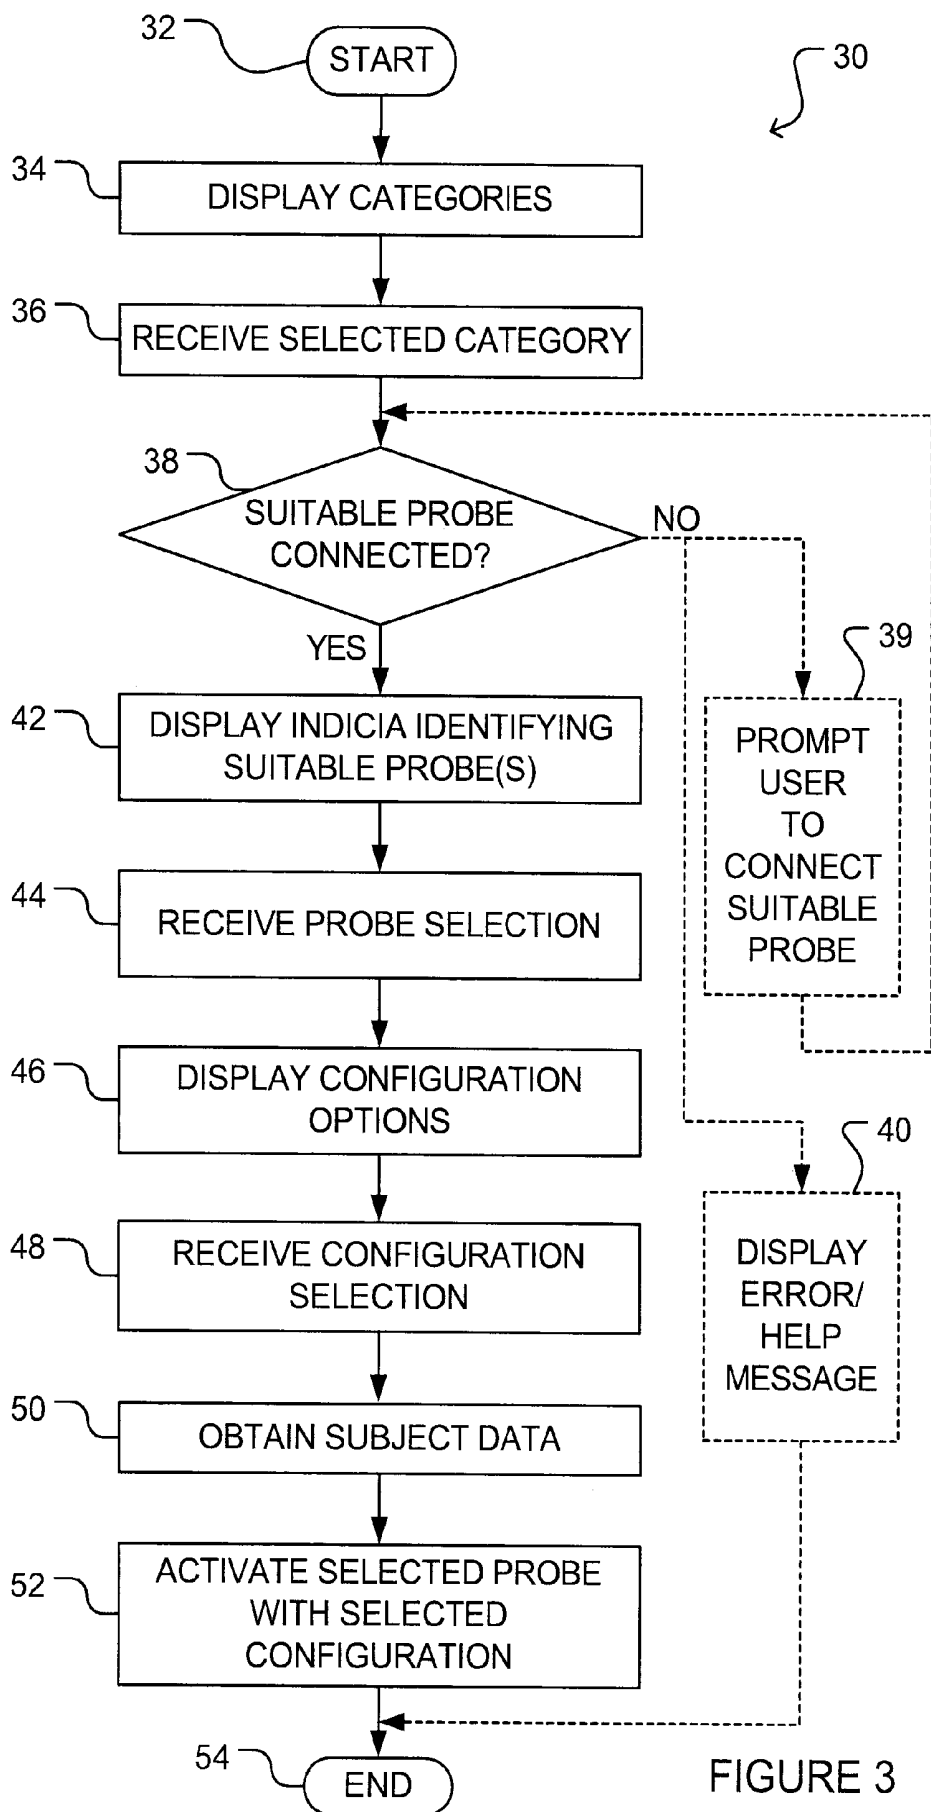 32
START
30
34
DISPLAY CATEGORIES
36
RECEIVE SELECTED CATEGORY
38
SUITABLE PROBE
CONNECTED?
NO
YES
39
PROMPT
USER
TO
CONNECT
SUITABLE
PROBE
42
DISPLAY INDICIA IDENTIFYING
SUITABLE PROBE(S)
44
RECEIVE PROBE SELECTION
46
DISPLAY CONFIGURATION
OPTIONS
40
DISPLAY
ERROR/
HELP
MESSAGE
48
RECEIVE CONFIGURATION
SELECTION
50
OBTAIN SUBJECT DATA
52
ACTIVATE SELECTED PROBE
WITH SELECTED
CONFIGURATION
54
END
FIGURE 3